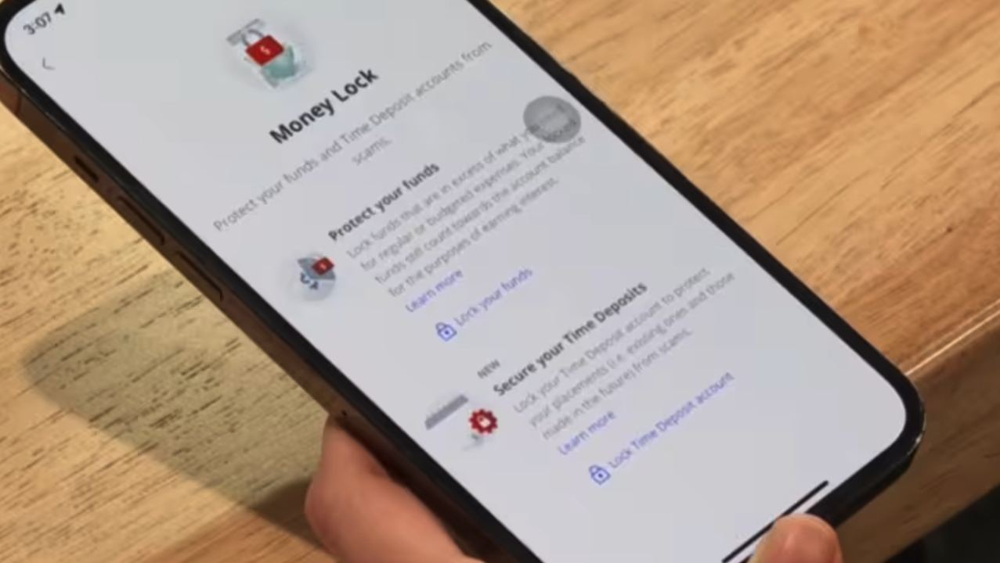 3:07
Money Lock
Protect your funds and Time Deposit accounts from
scams.
Protect your funds
Lock funds that are in excess of what
for regular or budgeted expenses. Your
funds still count towards the account balance
for the purposes of earning interest.
Learn more
Lock your funds
NEW
Secure your Time Deposits
Lock your Time Deposit account to protect
your placements (i.e. existing ones and those
made in the future) from scams.
Learn more
Lock Time Deposit account